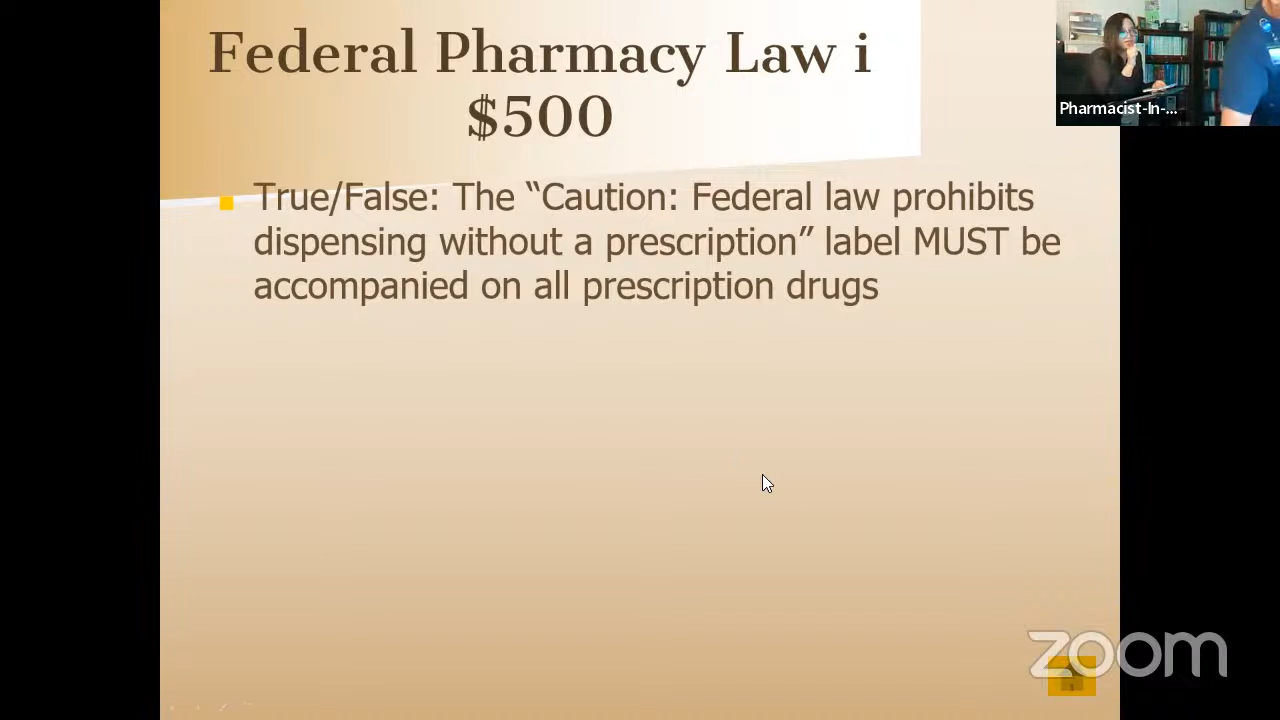 Federal Pharmacy Law i
$500
Pharmacist-In-...
True/False: The “Caution: Federal law prohibits
dispensing without a prescription” label MUST be
accompanied on all prescription drugs
zoom